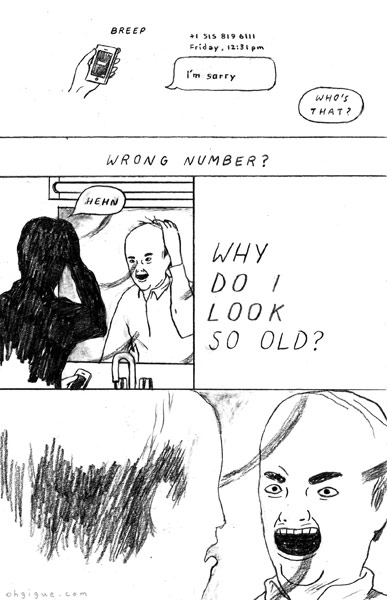 BREEP
+1 515 819 6111
Friday, 12:31 pm
I'm sorry
WHO'S
THAT?
WRONG NUMBER?
HEHN
WHY
DO I
LOOK
SO OLD?
ohgigue.com